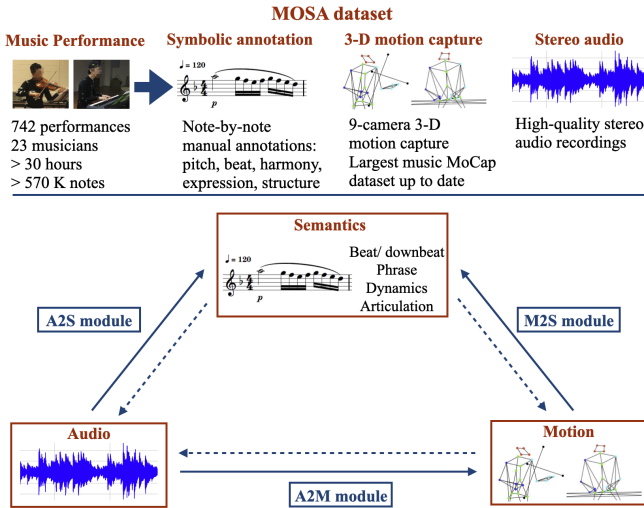 MOSA dataset
Music Performance
Symbolic annotation
3-D motion capture
Stereo audio
♩ = 120
p
742 performances
23 musicians
> 30 hours
> 570 K notes
Note-by-note
manual annotations:
pitch, beat, harmony,
expression, structure
9-camera 3-D
motion capture
Largest music MoCap
dataset up to date
High-quality stereo
audio recordings
Semantics
♩ = 120
p
Beat/ downbeat
Phrase
Dynamics
Articulation
A2S module
M2S module
Audio
Motion
A2M module